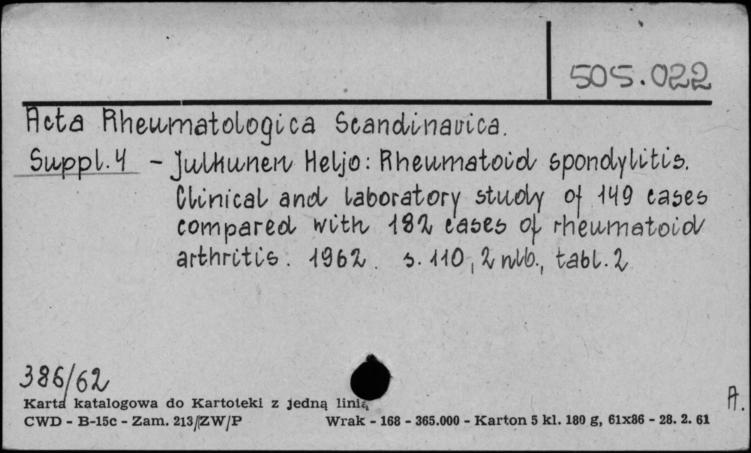 505.022
Acta Rheumatologica Scandinavica.
Suppl. 4 - Julkunen Heljo: Rheumatoid spondylitis.
Clinical and laboratory study of 149 cases
compared with 182 cases of rheumatoid
arthritis. 1962. s. 110, 2 nlb., tabl. 2
386/62
Karta katalogowa do Kartoteki z jedną linią
A.
CWD - B-15c - Zam. 213/ZW/P Wrak - 168 - 365.000 - Karton 5 kl. 180 g, 61x86 - 28. 2. 61